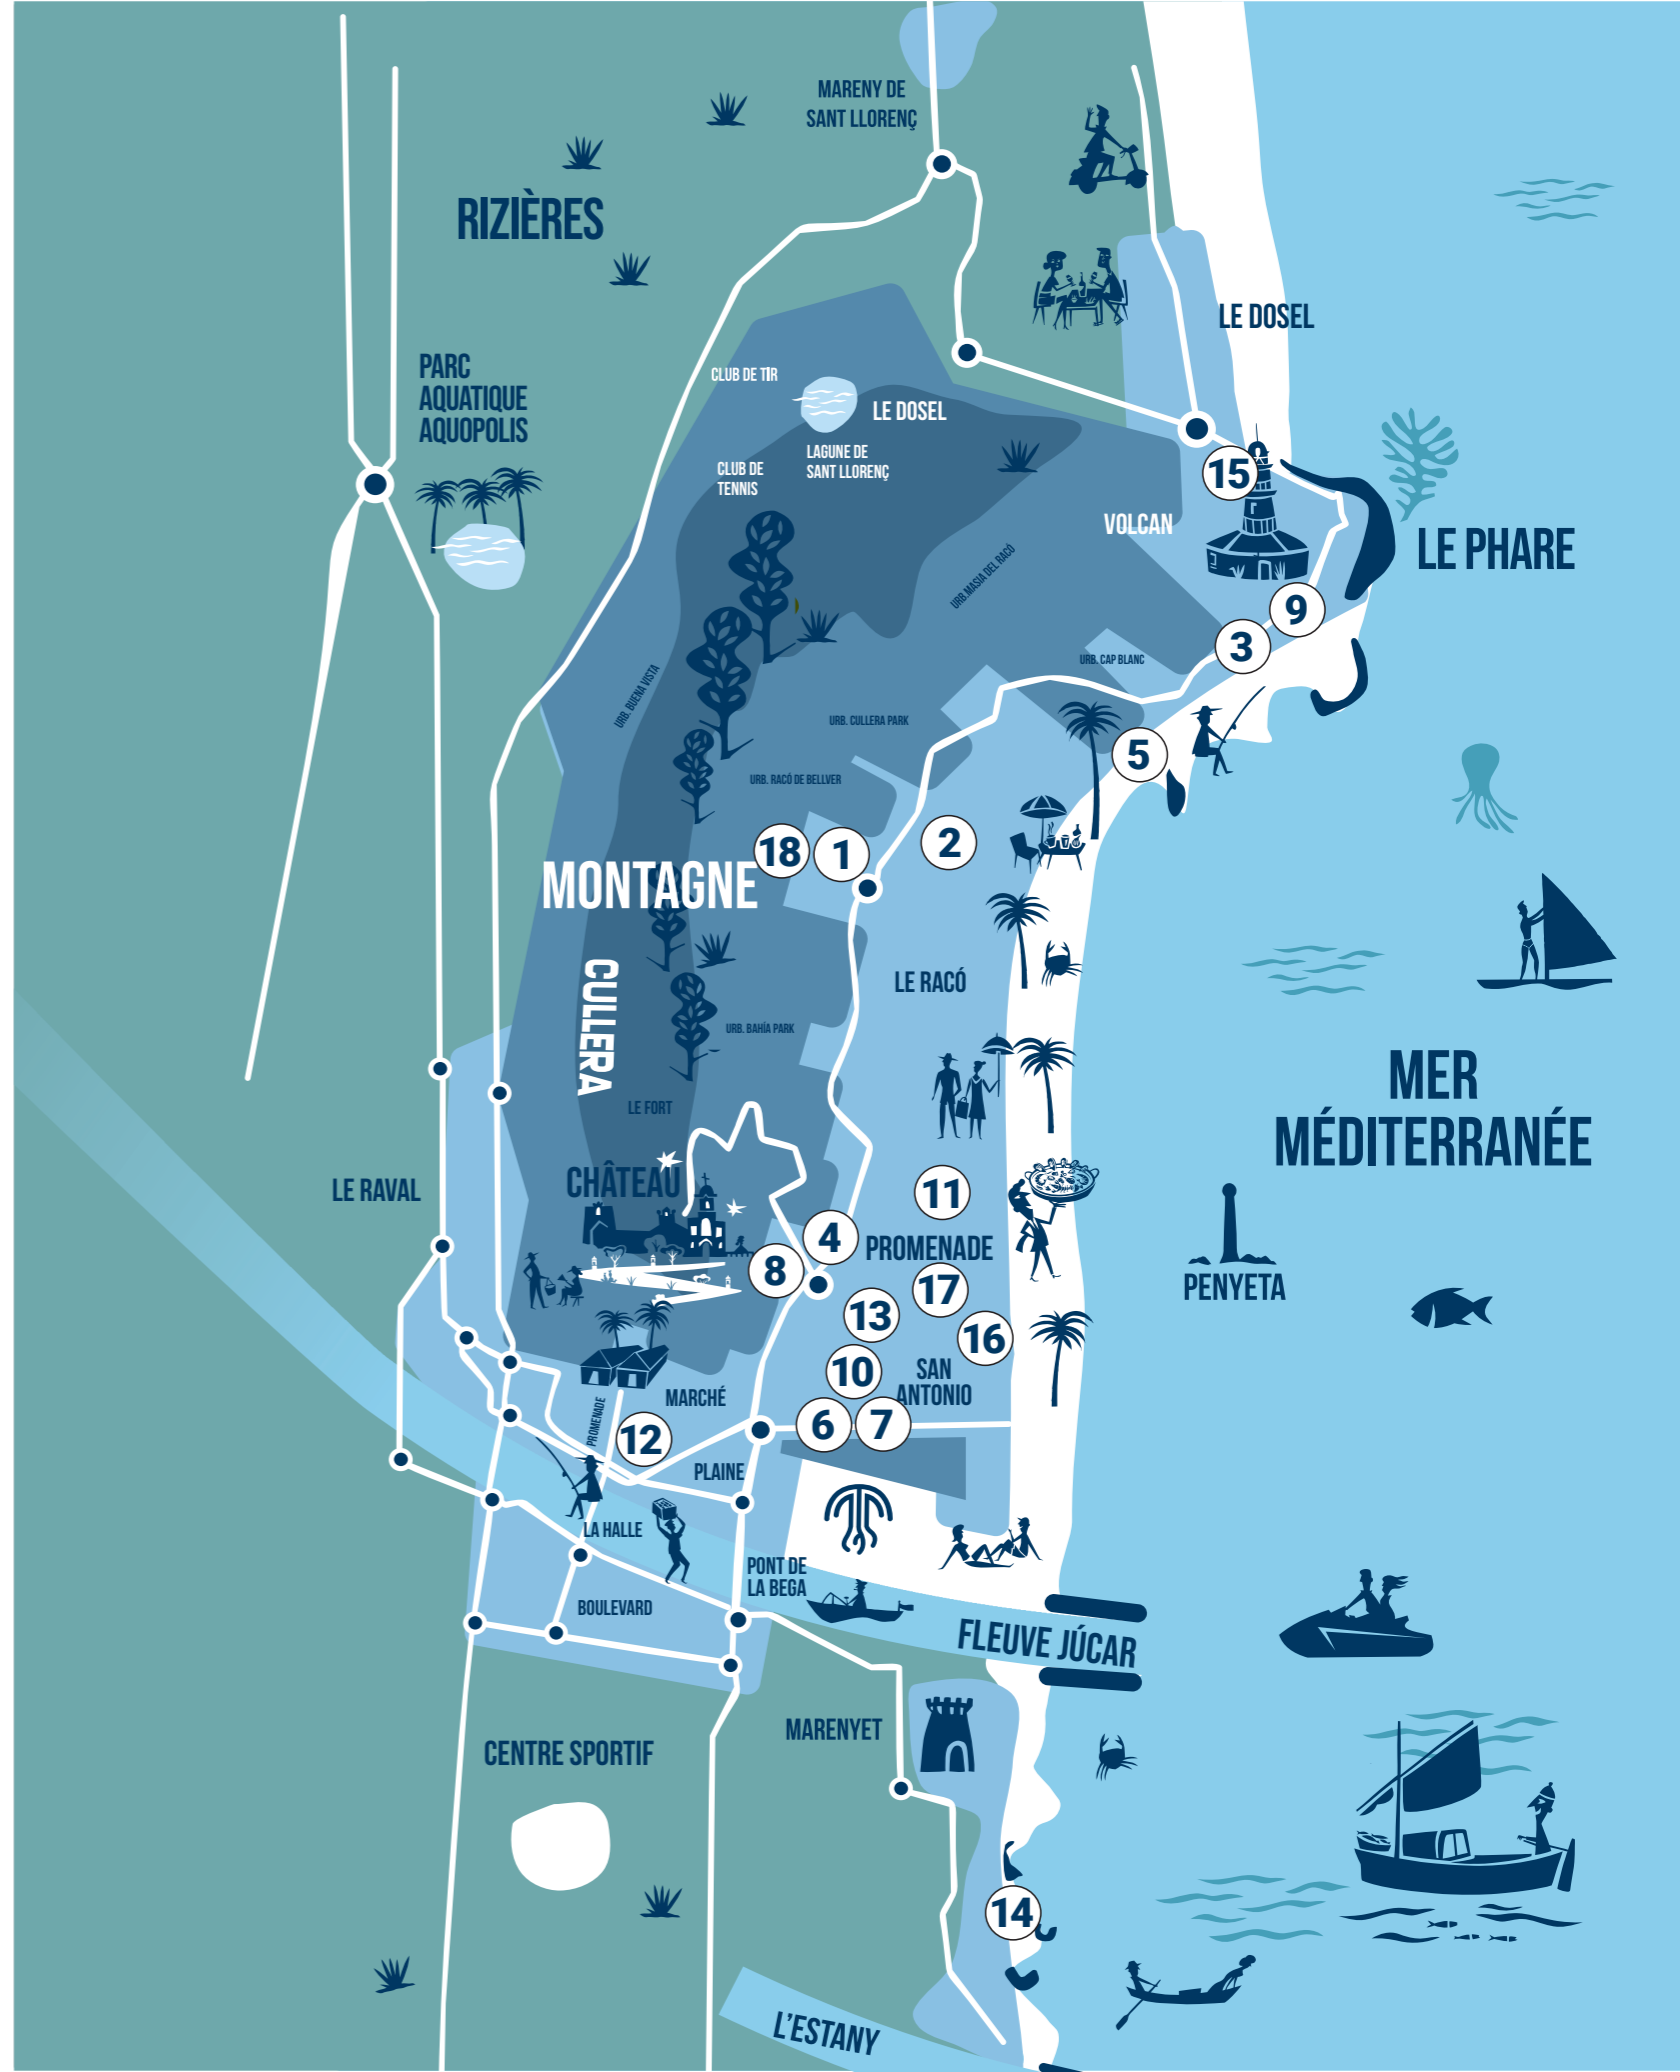 MARENY DE
SANT LLORENÇ
RIZIÈRES
LE DOSEL
PARC
AQUATIQUE
AQUOPOLIS
CLUB DE TIR
LE DOSEL
LAGUNE DE
SANT LLORENÇ
CLUB DE
TENNIS
15
VOLCAN
LE PHARE
URB.MASIA DEL RACÓ
9
3
URB. CAP BLANC
URB. BUENA VISTA
URB. CULLERA PARK
5
URB. RACÓ DE BELLVER
18
1
2
MONTAGNE
CULLERA
LE RACÓ
URB. BAHÍA PARK
MER
MÉDITERRANÉE
LE FORT
CHÂTEAU
LE RAVAL
11
4
PROMENADE
8
17
PENYETA
13
16
10
SAN
ANTONIO
MARCHÉ
PROMENADE
12
6
7
PLAINE
LA HALLE
PONT DE
LA BEGA
BOULEVARD
FLEUVE JÚCAR
MARENYET
CENTRE SPORTIF
14
L'ESTANY